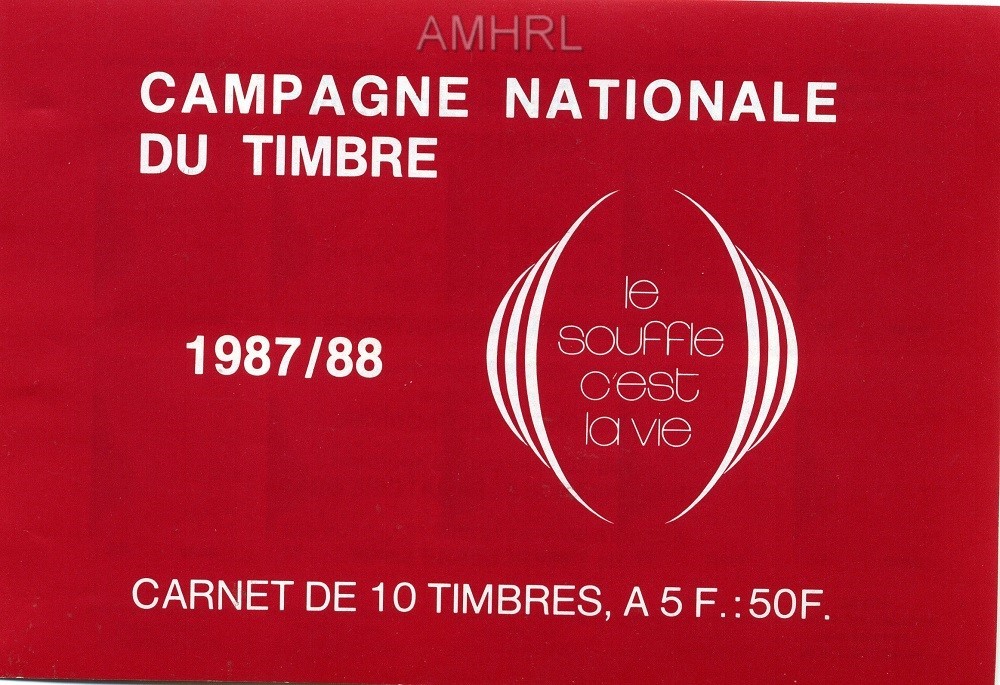 AMHRL
CAMPAGNE NATIONALE
DU TIMBRE
1987/88
le
souffle
c'est
la vie
CARNET DE 10 TIMBRES, A 5 F.:50F.